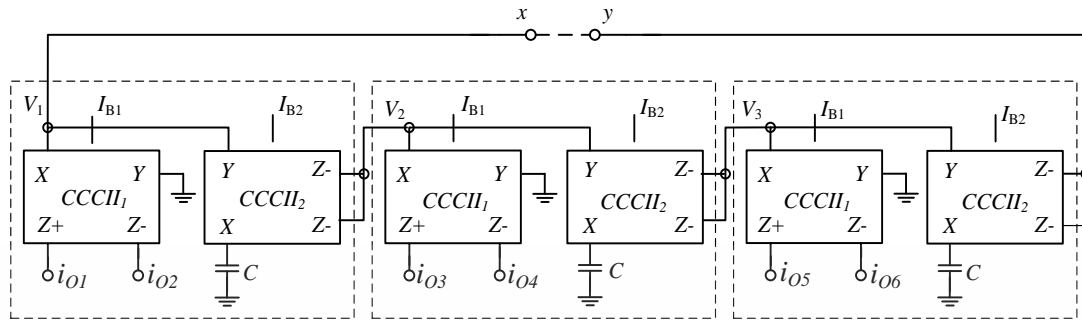 x y
V1 IB1 IB2 V2 IB1 IB2 V3 IB1 IB2
X Y Y Z- X Y Y Z- X Y Y Z-
CCCII1 CCCII2 CCCII1 CCCII2 CCCII1 CCCII2
Z+ Z- X Z- Z+ Z- X Z- Z+ Z- X Z-
iO1 iO2 C iO3 iO4 C iO5 iO6 C